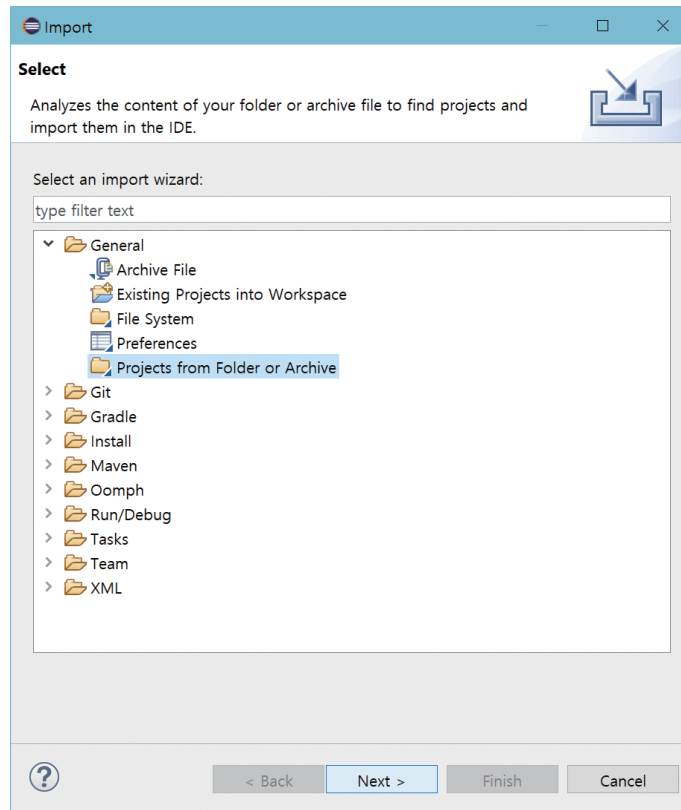 Import
Select
Analyzes the content of your folder or archive file to find projects and
import them in the IDE.
Select an import wizard:
type filter text
General
Archive File
Existing Projects into Workspace
File System
Preferences
Projects from Folder or Archive
Git
Gradle
Install
Maven
Oomph
Run/Debug
Tasks
Team
XML
? < Back Next > Finish Cancel